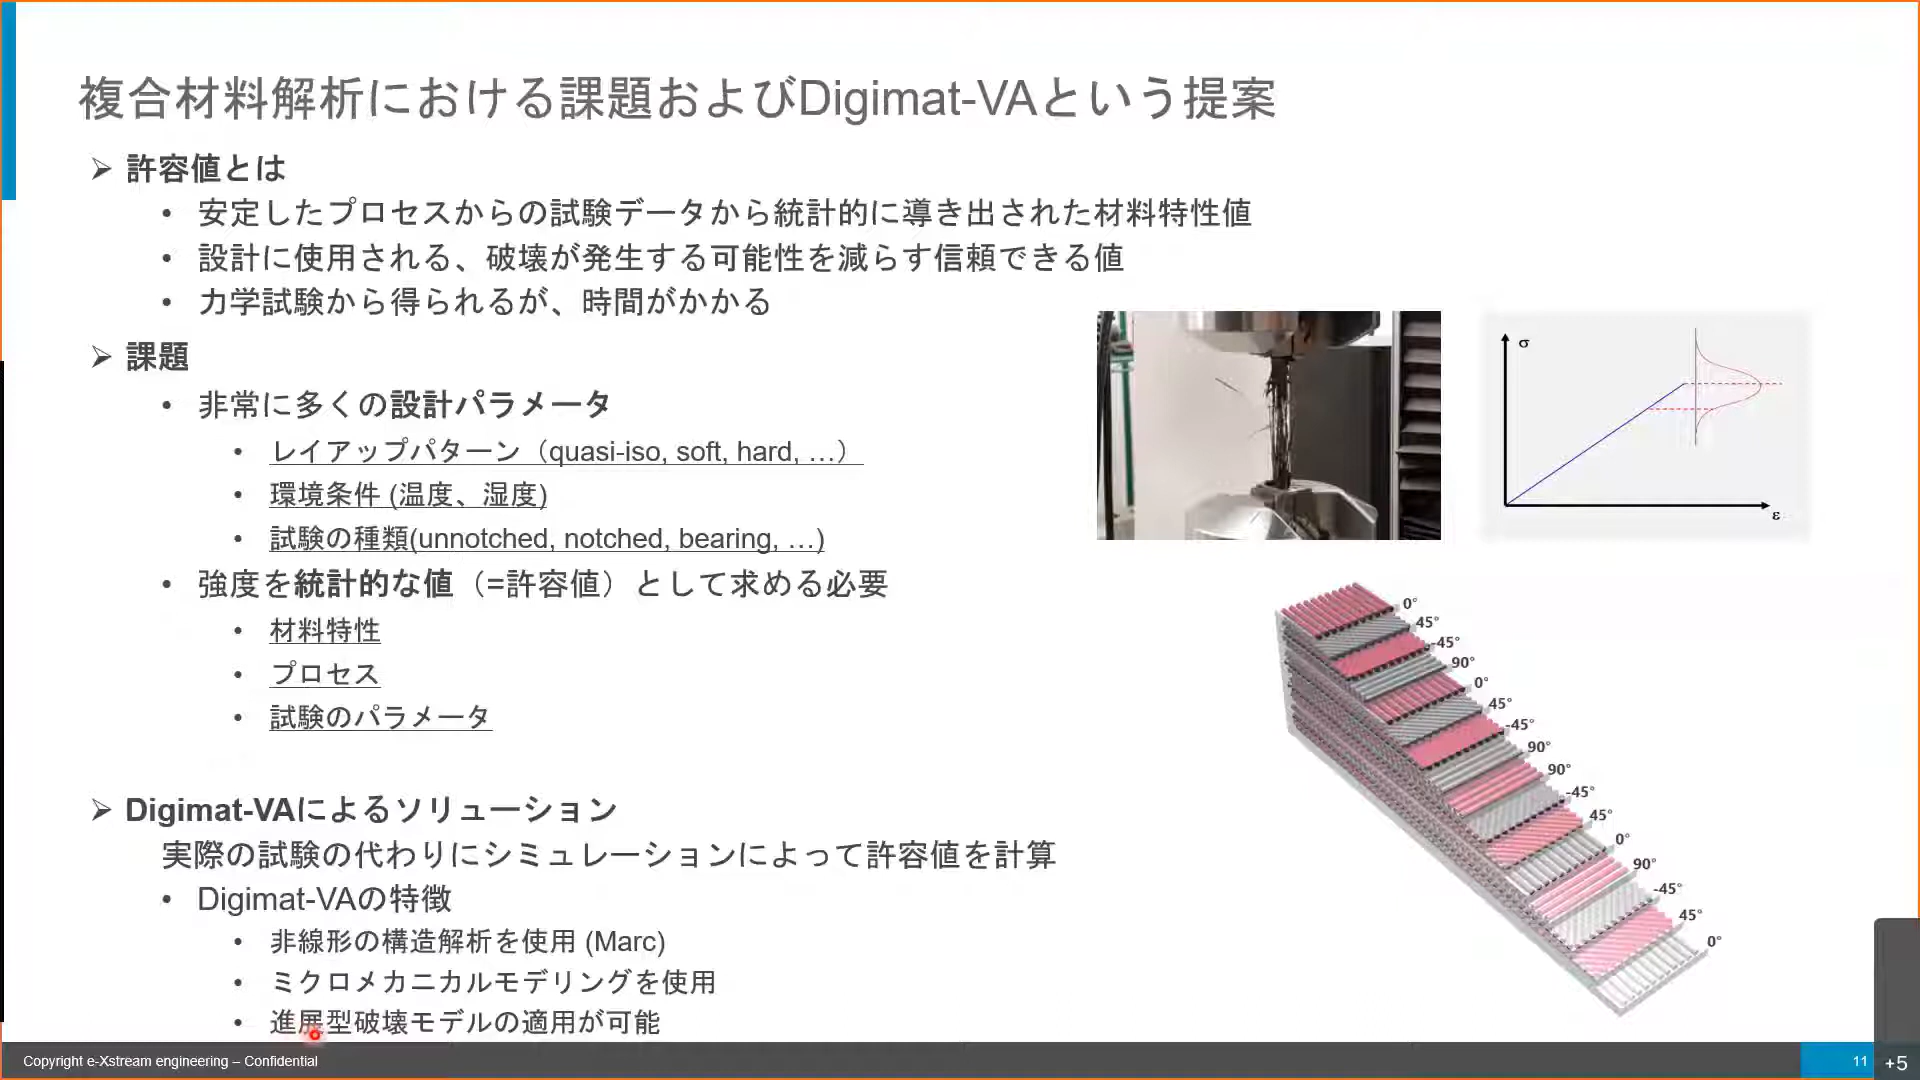 複合材料解析における課題およびDigimat-VAという提案
➢ 許容値とは
• 安定したプロセスからの試験データから統計的に導き出された材料特性値
• 設計に使用される、破壊が発生する可能性を減らす信頼できる値
• 力学試験から得られるが、時間がかかる
➢ 課題
• 非常に多くの設計パラメータ
• レイアップパターン（quasi-iso, soft, hard, …）
• 環境条件 (温度、湿度)
• 試験の種類(unnotched, notched, bearing, …)
• 強度を統計的な値（=許容値）として求める必要
• 材料特性
• プロセス
• 試験のパラメータ
➢ Digimat-VAによるソリューション
実際の試験の代わりにシミュレーションによって許容値を計算
• Digimat-VAの特徴
• 非線形の構造解析を使用 (Marc)
• ミクロメカニカルモデリングを使用
• 進展型破壊モデルの適用が可能
σ
ε
0°
45°
-45°
90°
0°
45°
-45°
90°
90°
-45°
45°
0°
90°
-45°
45°
0°
Copyright e-Xstream engineering – Confidential
11
+5